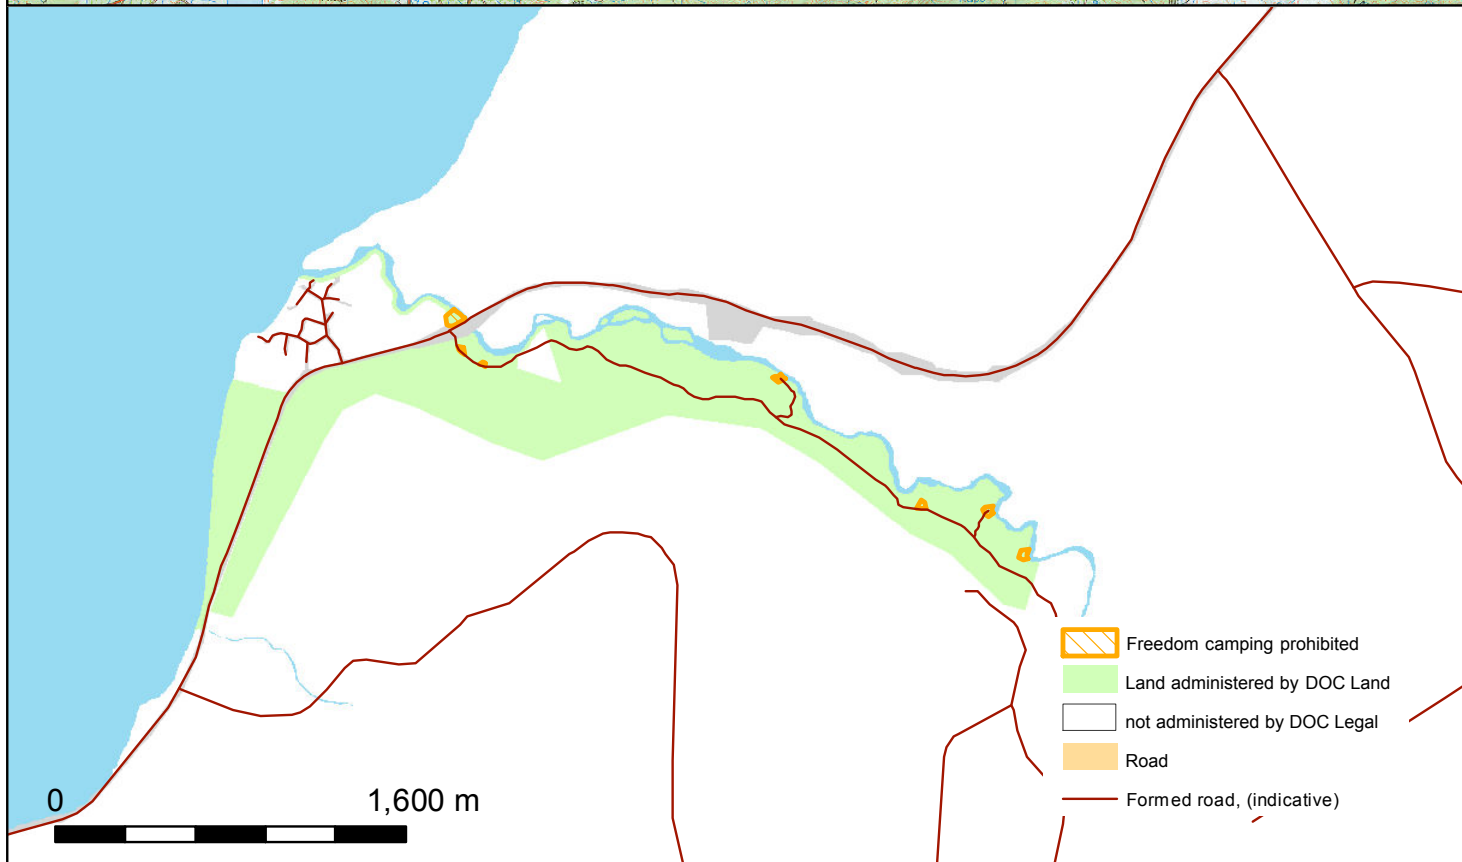 Freedom camping prohibited
Land administered by DOC Land
not administered by DOC Legal
Road
Formed road, (indicative)
0 1,600 m